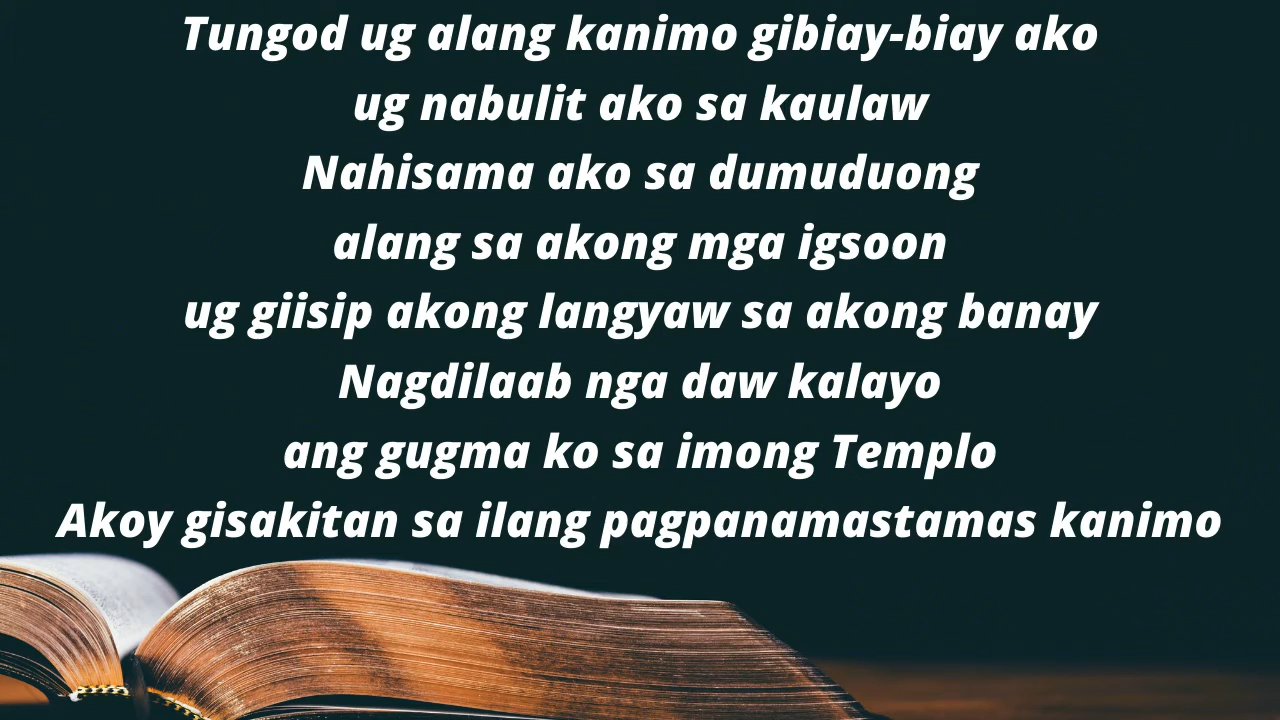 Tungod ug alang kanimo gibiay-biay ako
ug nabulit ako sa kaulaw
Nahisama ako sa dumuduong
alang sa akong mga igsoon
ug giisip akong langyaw sa akong banay
Nagdilaab nga daw kalayo
ang gugma ko sa imong Templo
Akoy gisakitan sa ilang pagpanamastamas kanimo